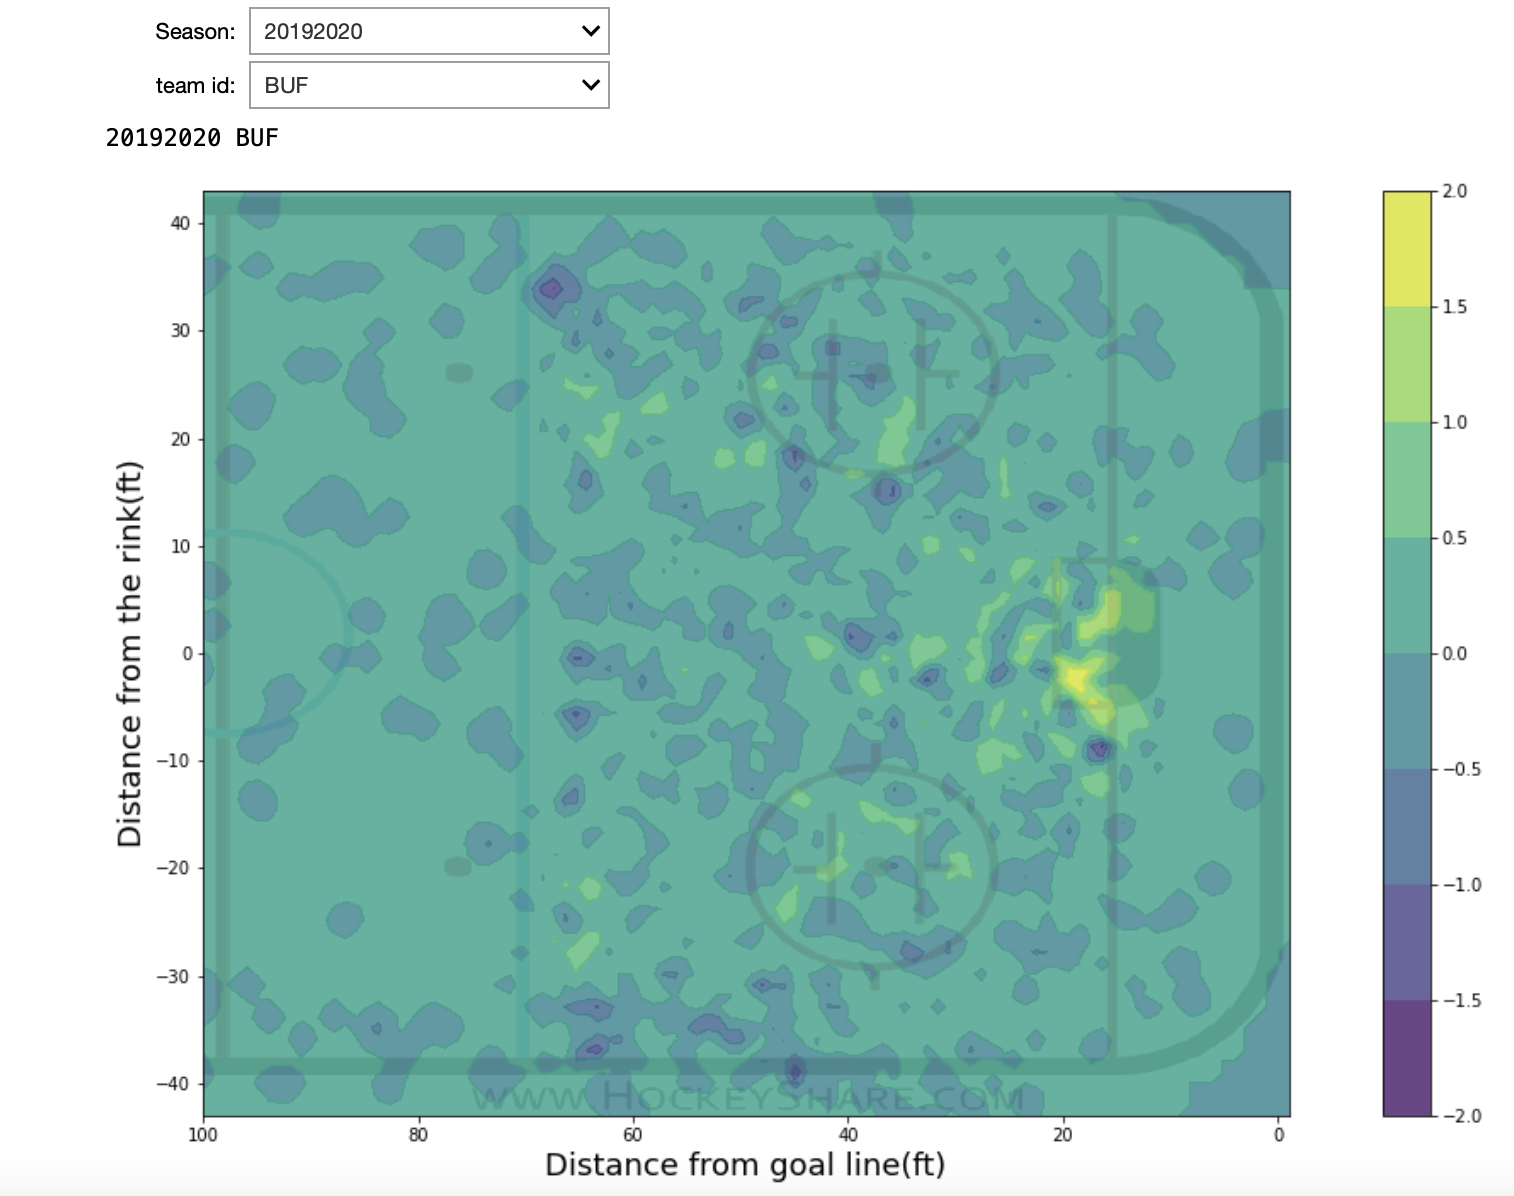 Season: 20192020
team id: BUF
20192020 BUF
40
30
20
10
0
−10
−20
−30
−40
Distance from the rink(ft)
www.HockeyShare.com
100 80 60 40 20 0
Distance from goal line(ft)
2.0
1.5
1.0
0.5
0.0
−0.5
−1.0
−1.5
−2.0